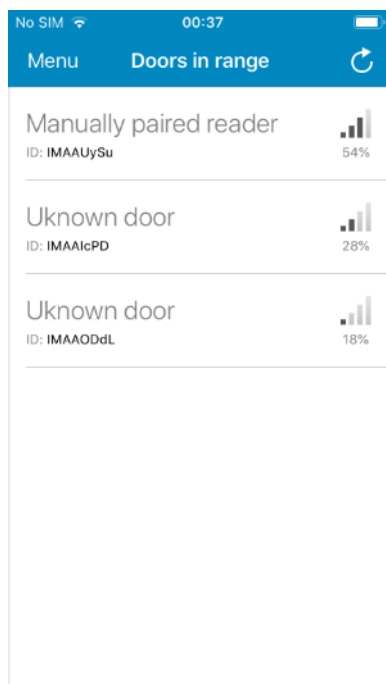 No SIM 00:37
Menu Doors in range
Manually paired reader
ID: IMAAUySu 54%
Uknown door
ID: IMAAIcPD 28%
Uknown door
ID: IMAAODdL 18%